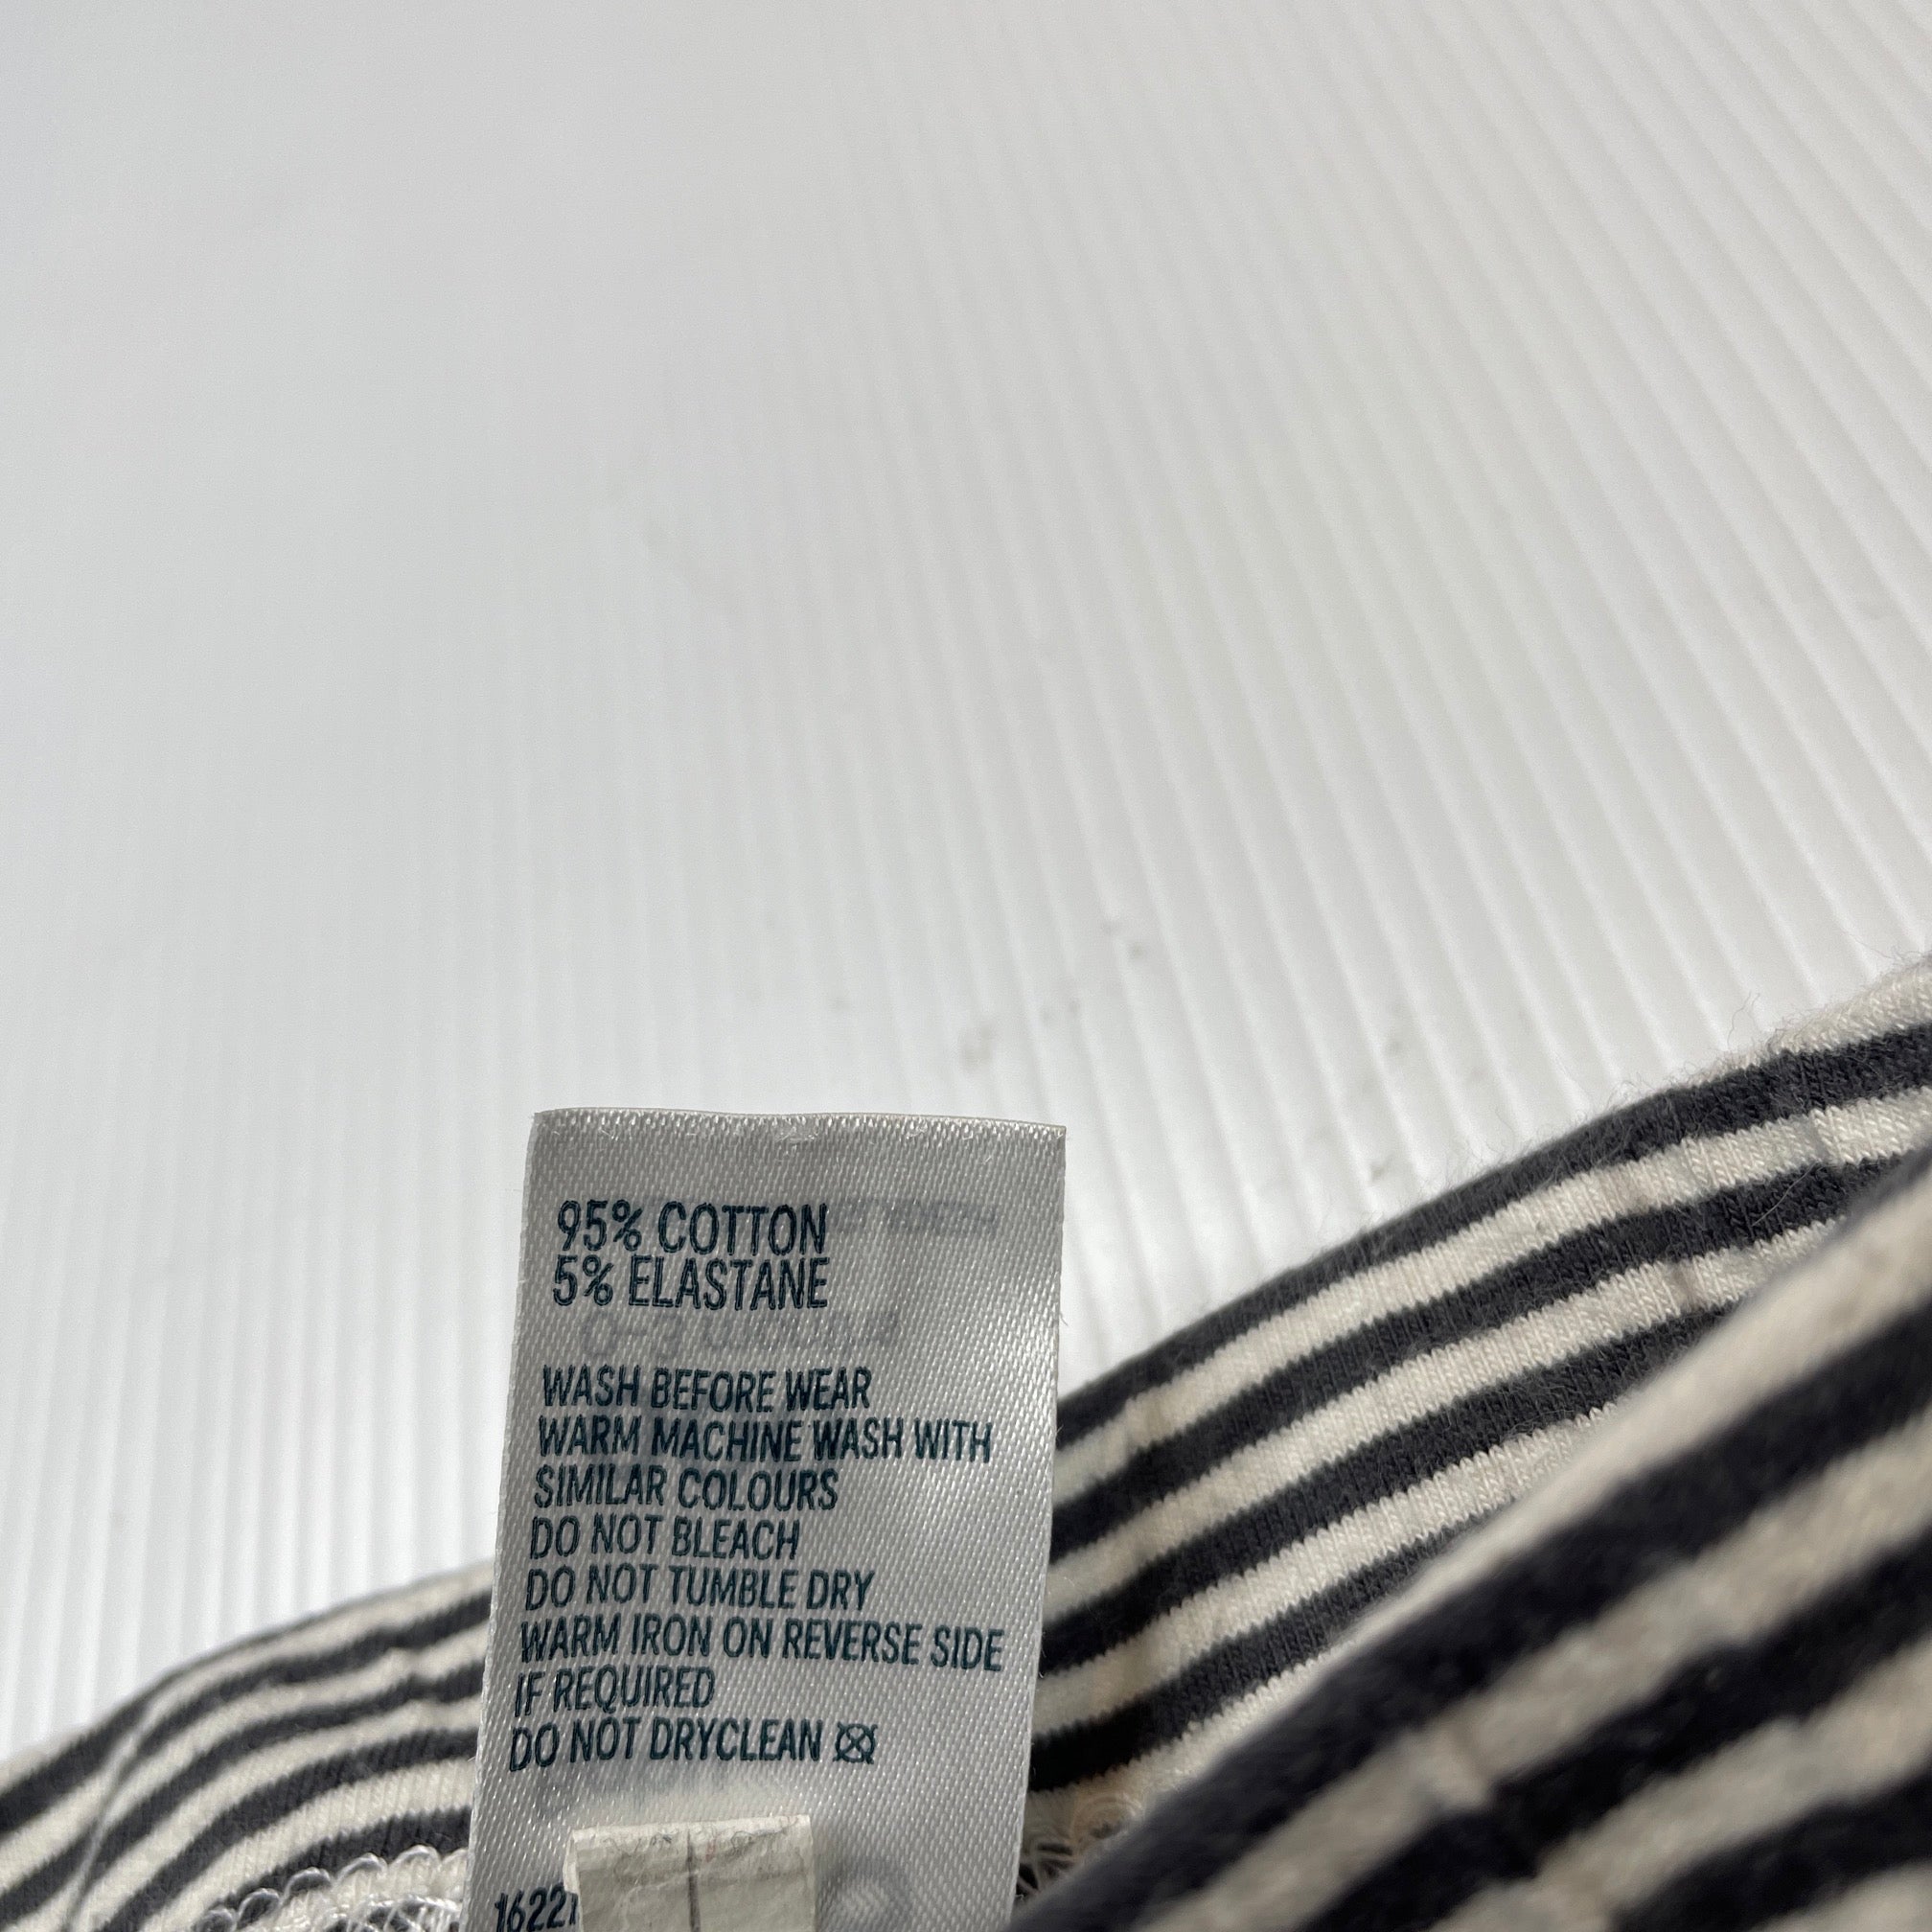 95% COTTON
5% ELASTANE
WASH BEFORE WEAR
WARM MACHINE WASH WITH
SIMILAR COLOURS
DO NOT BLEACH
DO NOT TUMBLE DRY
WARM IRON ON REVERSE SIDE
IF REQUIRED
DO NOT DRYCLEAN